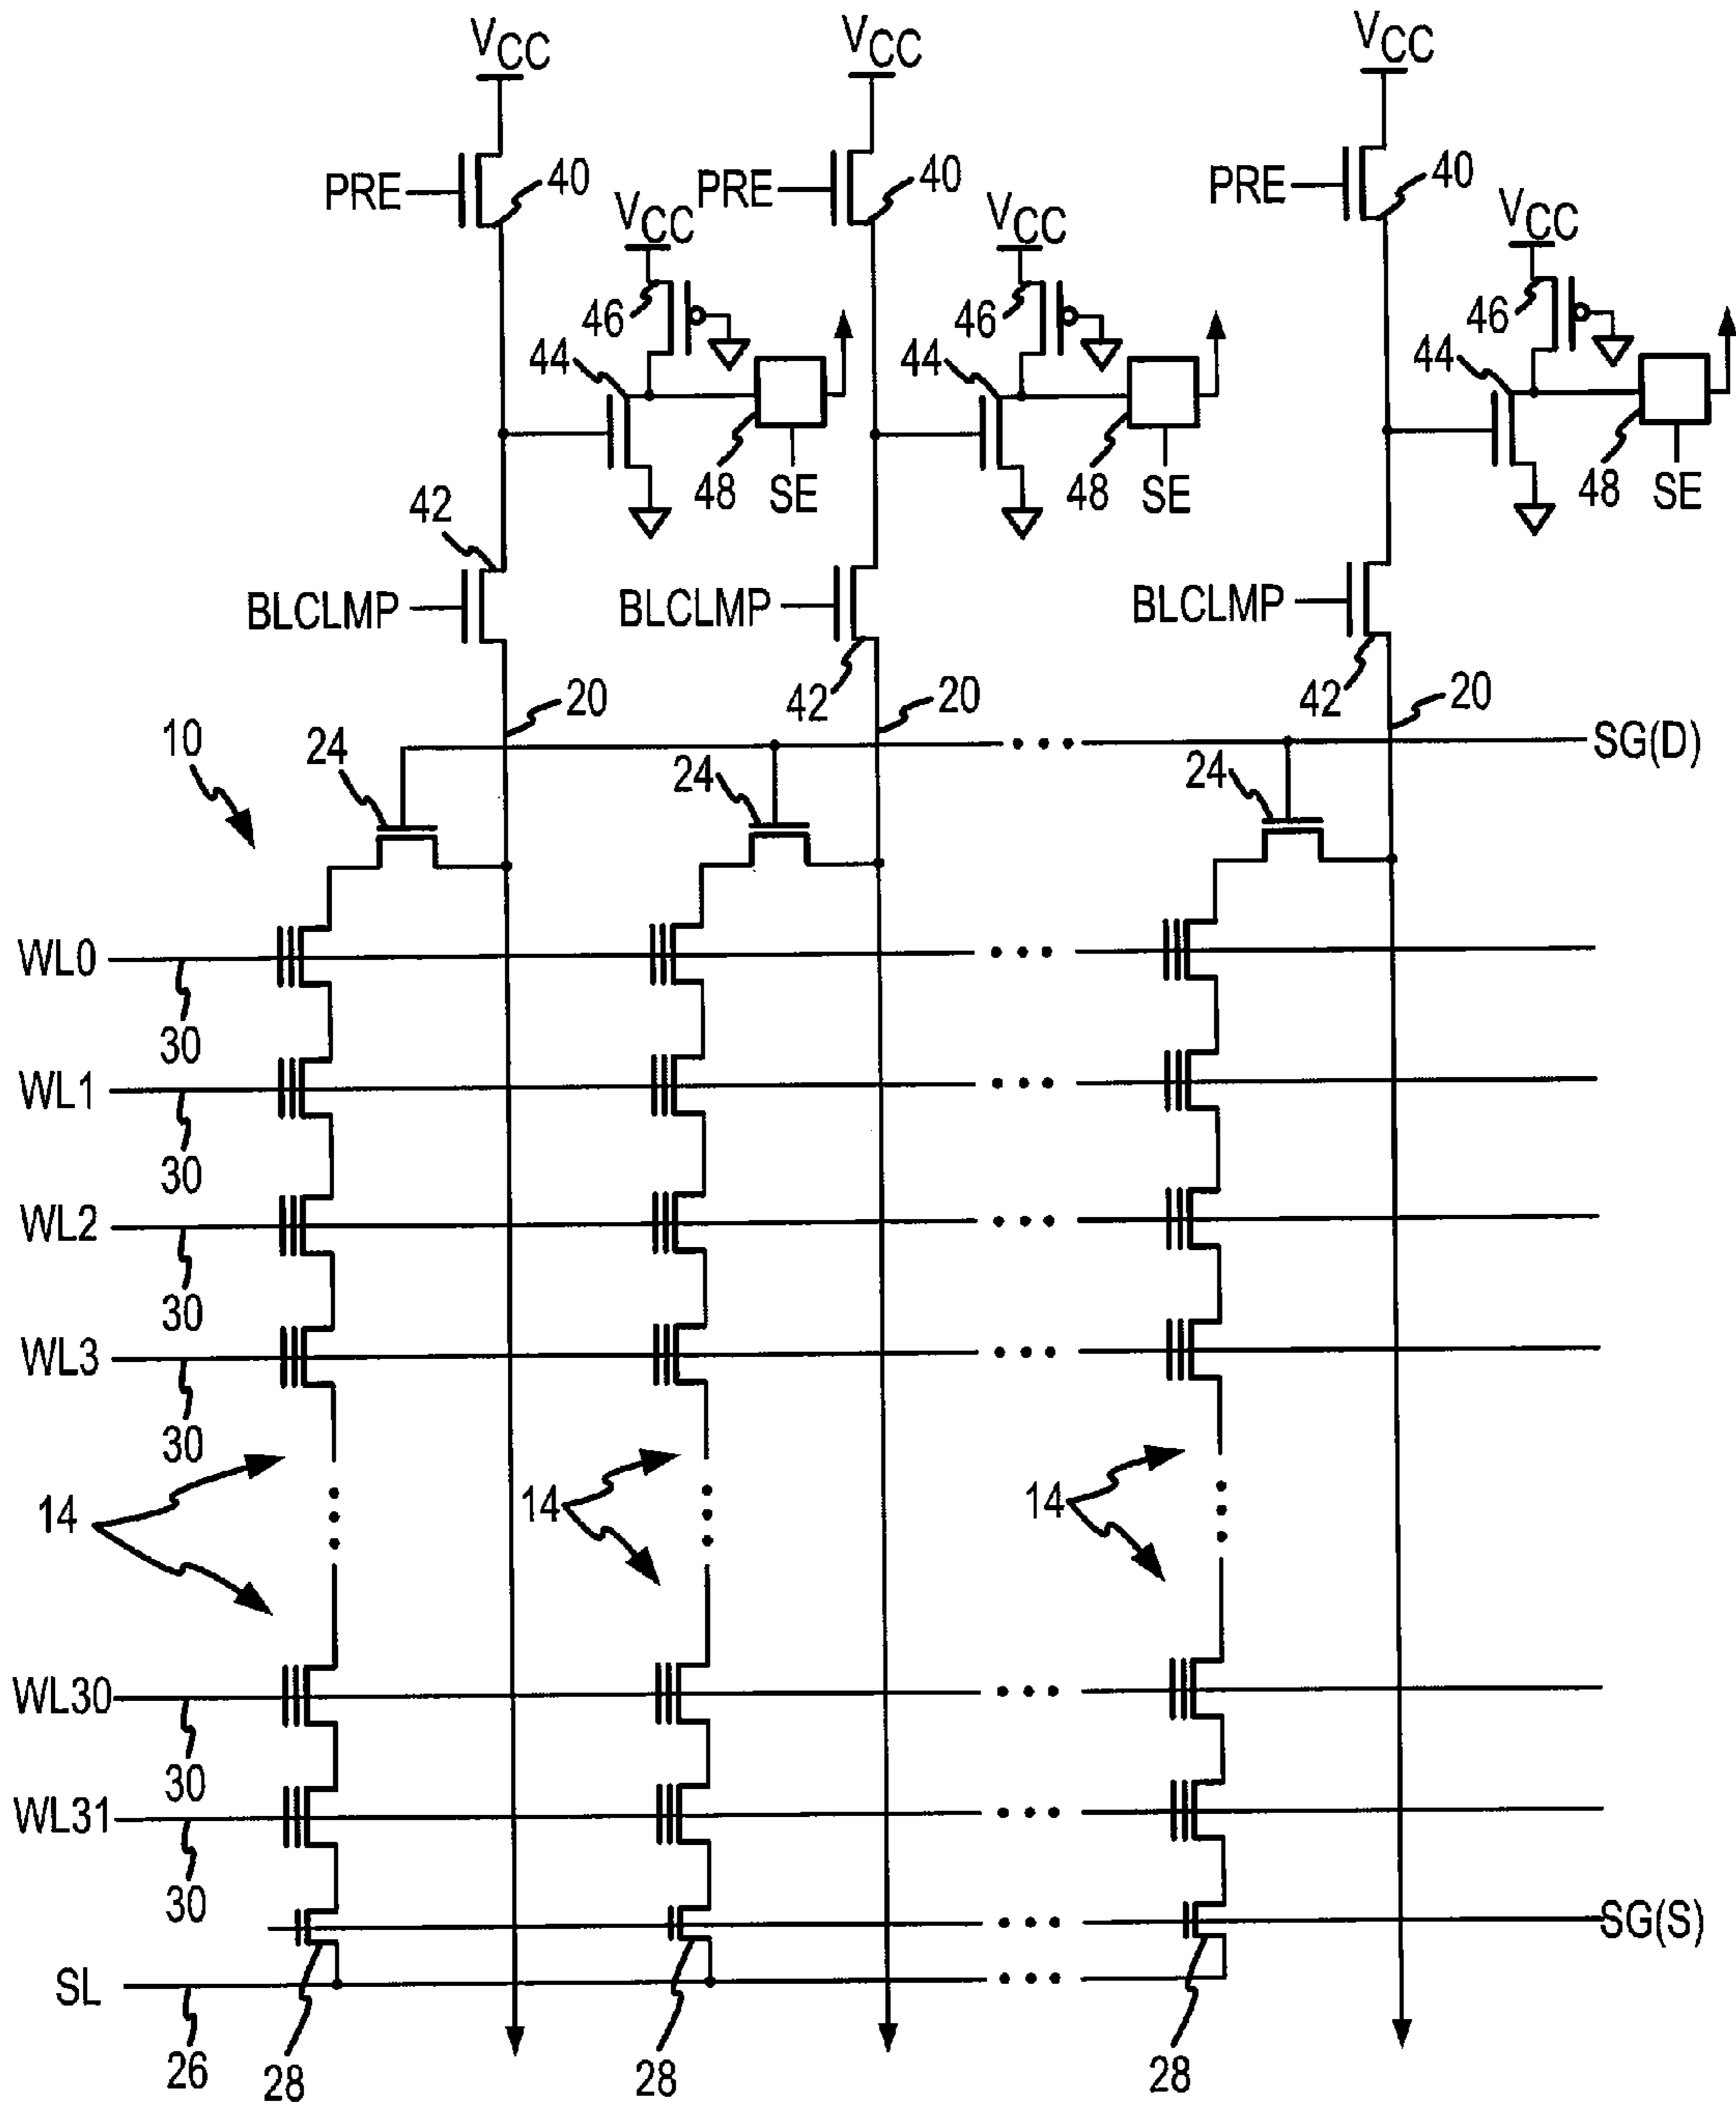 VCC VCC VCC
PRE 40 PRE 40 PRE 40
VCC VCC VCC
46 46 46
44 44 44
48 SE 48 SE 48 SE
42
BLCLMP BLCLMP BLCLMP
20 42 20 42 20
10 24 24 24 SG(D)
WL0
30
WL1
30
WL2
30
WL3
30
14 14 14
WL30
30
WL31
30
SG(S)
SL
26 28 28 28